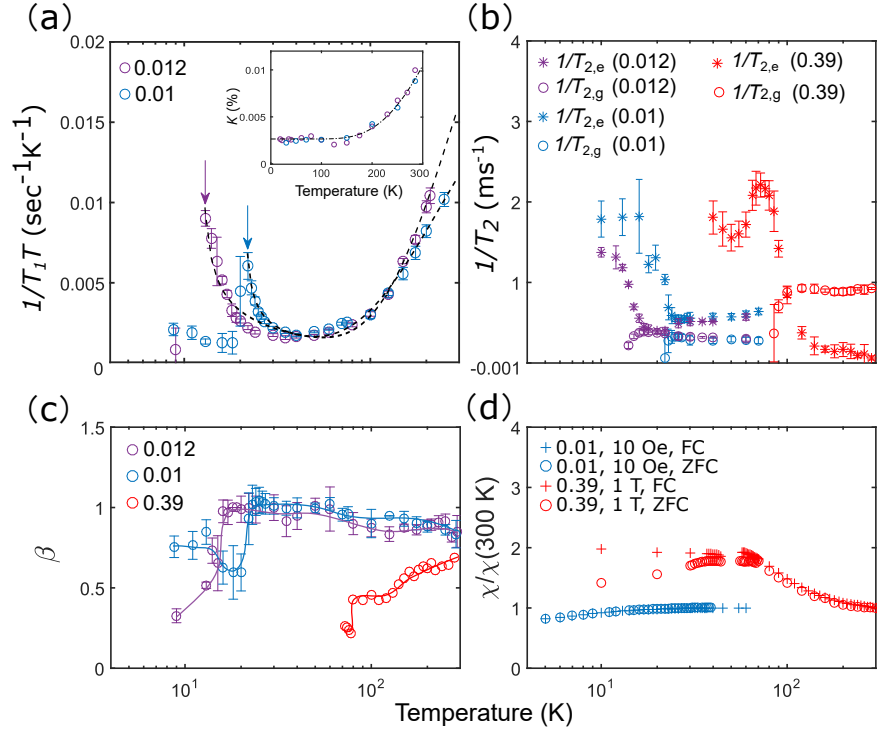 (a)
0.02
0.015
0.01
0.005
0
1/T₁T (sec⁻¹K⁻¹)
0.012
0.01
0.01
0.005
0
K (%)
0 100 200 300
Temperature (K)
(b)
4
3
2
1
-0.001
1/T₂ (ms⁻¹)
1/T₂,e (0.012)
1/T₂,g (0.012)
1/T₂,e (0.01)
1/T₂,g (0.01)
1/T₂,e (0.39)
1/T₂,g (0.39)
(c)
1.5
1
0.5
0
β
0.012
0.01
0.39
10¹ 10²
(d)
4
3
2
1
0
χ/χ(300 K)
0.01, 10 Oe, FC
0.01, 10 Oe, ZFC
0.39, 1 T, FC
0.39, 1 T, ZFC
10¹ 10²
Temperature (K)